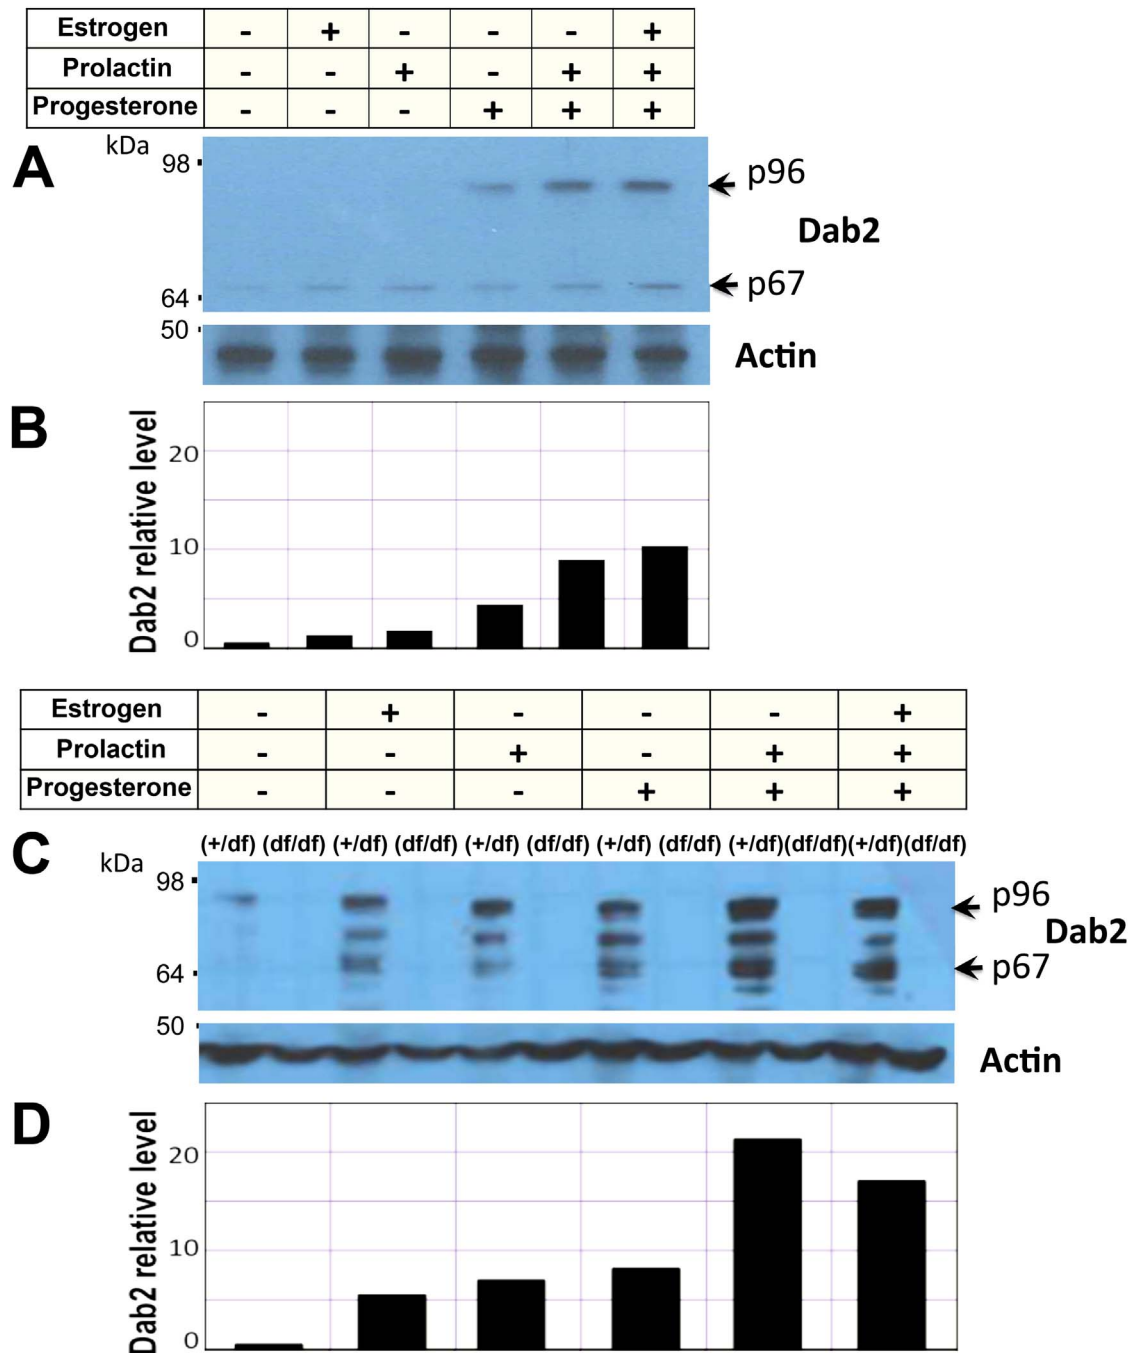 Estrogen - + - - - +
Prolactin - - + - + +
Progesterone - - - + + +
A
kDa
98
p96
Dab2
64
p67
50
Actin
B
Dab2 relative level
20
10
0
Estrogen - + - - - +
Prolactin - - + - + +
Progesterone - - - + + +
C
kDa
(+/df) (df/df) (+/df) (df/df) (+/df) (df/df) (+/df) (df/df) (+/df)(df/df)(+/df)(df/df)
98
p96
Dab2
64
p67
50
Actin
D
Dab2 relative level
20
10
0